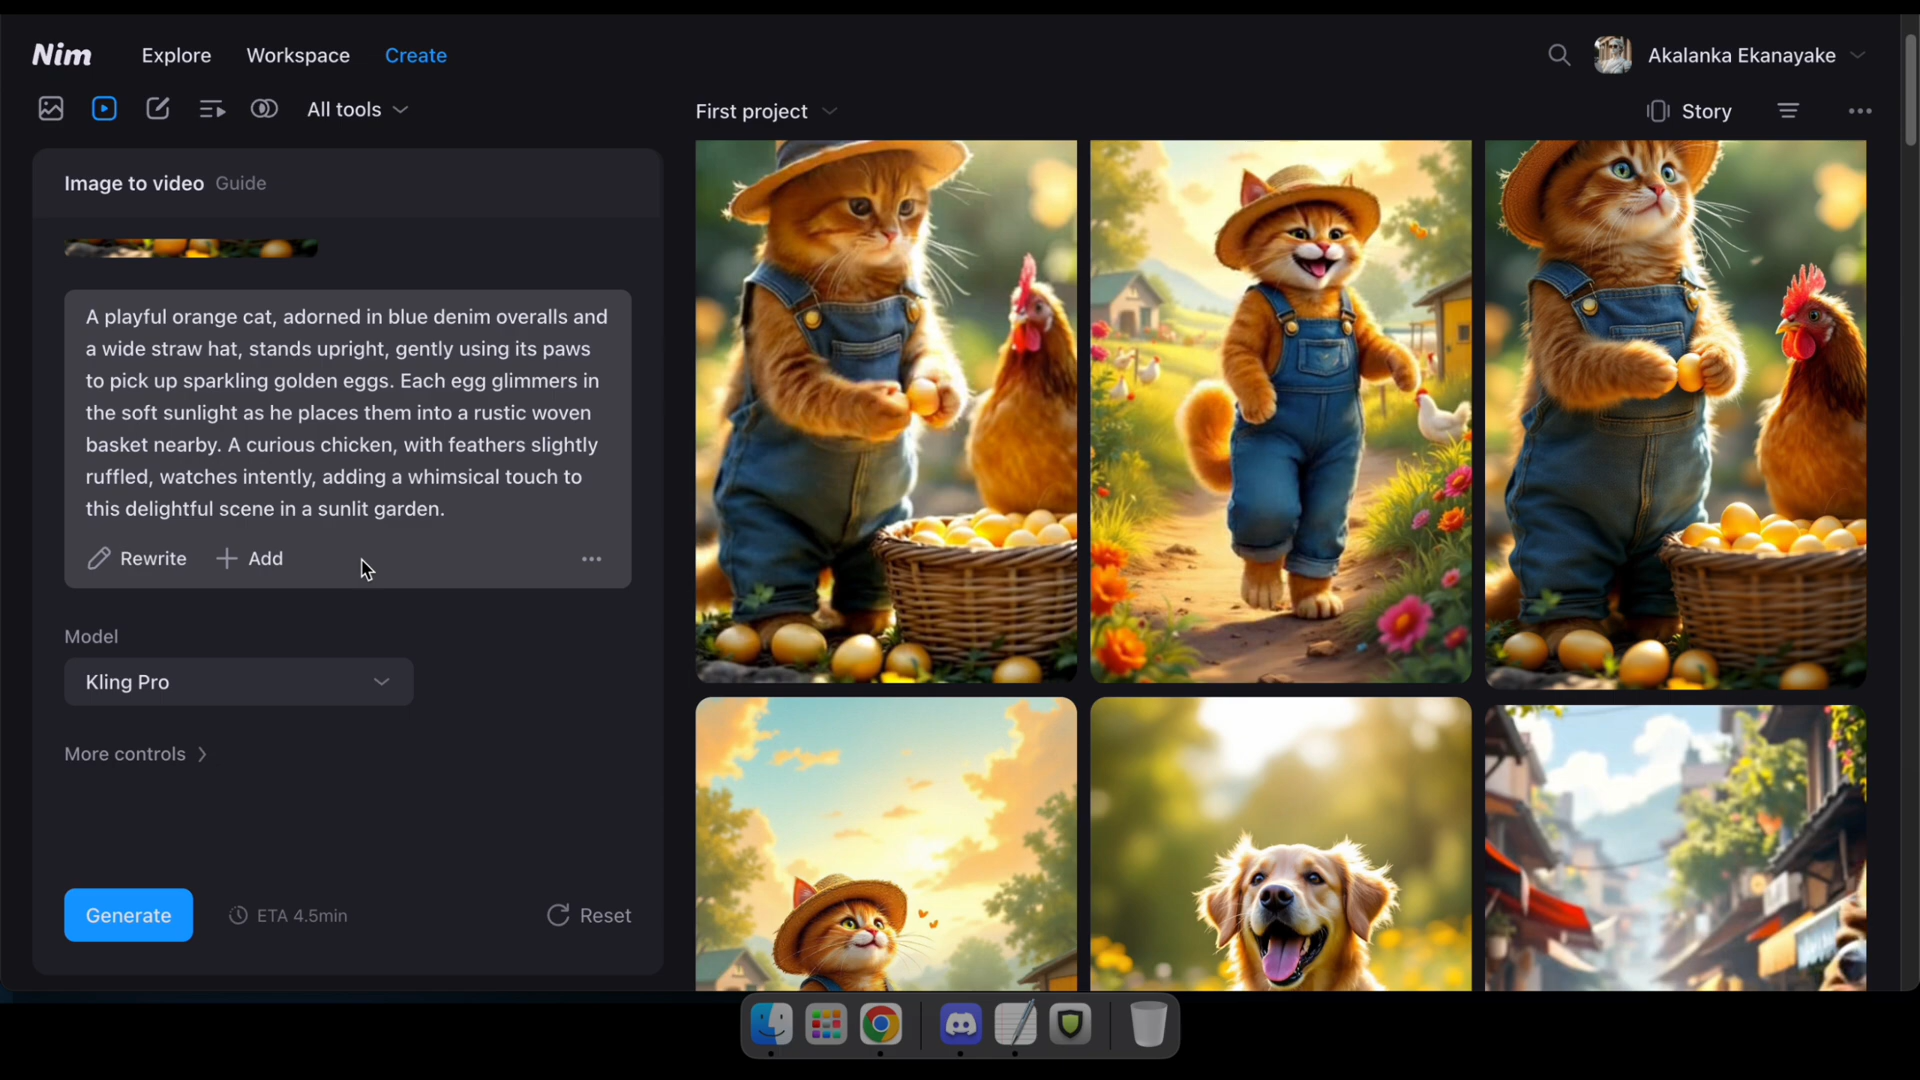 Nim
Explore
Workspace
Create
Akalanka Ekanayake
All tools
First project
Story
Image to video
Guide
A playful orange cat, adorned in blue denim overalls and
a wide straw hat, stands upright, gently using its paws
to pick up sparkling golden eggs. Each egg glimmers in
the soft sunlight as he places them into a rustic woven
basket nearby. A curious chicken, with feathers slightly
ruffled, watches intently, adding a whimsical touch to
this delightful scene in a sunlit garden.
Rewrite
Add
Model
Kling Pro
More controls
Generate
ETA 4.5min
Reset